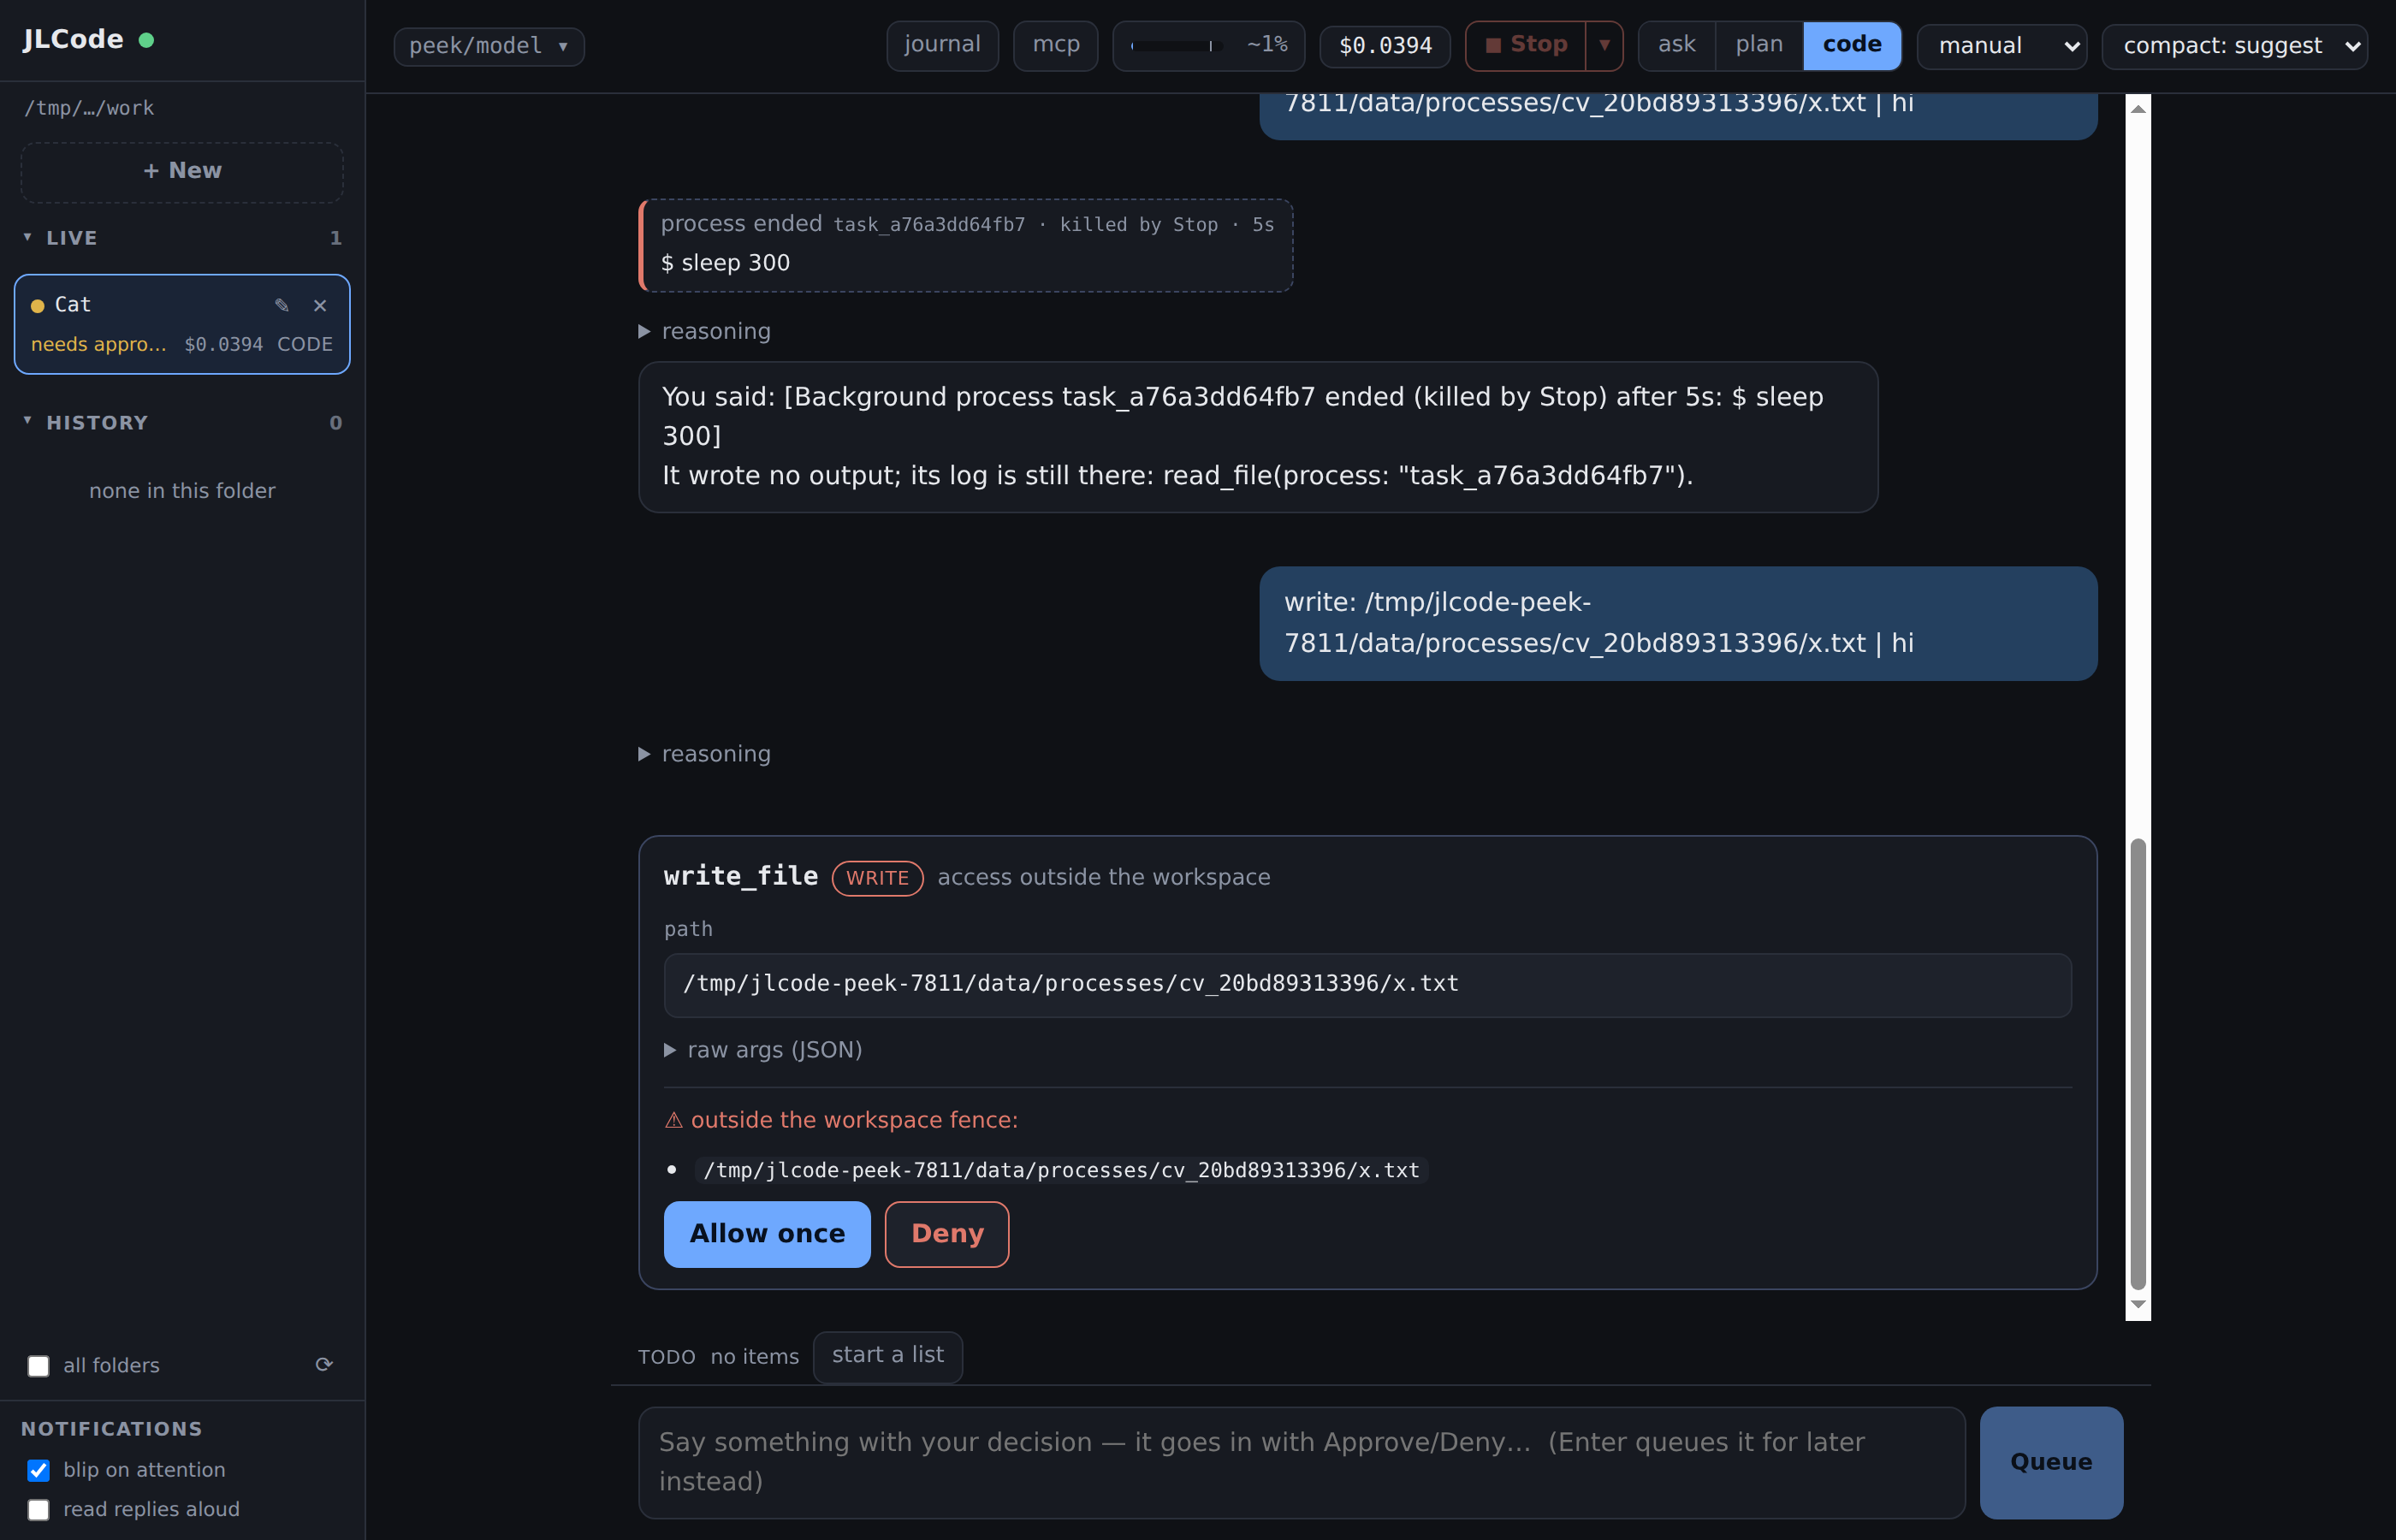 JLCode
/tmp/…/work
+ New
LIVE 1
Cat
needs appro… $0.0394 CODE
HISTORY 0
none in this folder
all folders
NOTIFICATIONS
blip on attention
read replies aloud
peek/model
journal
mcp
~1%
$0.0394
Stop
ask
plan
code
manual
compact: suggest
7811/data/processes/cv_20bd89313396/x.txt | hi
process ended task_a76a3dd64fb7 · killed by Stop · 5s
$ sleep 300
reasoning
You said: [Background process task_a76a3dd64fb7 ended (killed by Stop) after 5s: $ sleep
300]
It wrote no output; its log is still there: read_file(process: "task_a76a3dd64fb7").
write: /tmp/jlcode-peek-
7811/data/processes/cv_20bd89313396/x.txt | hi
reasoning
write_file WRITE access outside the workspace
path
/tmp/jlcode-peek-7811/data/processes/cv_20bd89313396/x.txt
raw args (JSON)
⚠ outside the workspace fence:
• /tmp/jlcode-peek-7811/data/processes/cv_20bd89313396/x.txt
Allow once
Deny
TODO no items start a list
Say something with your decision — it goes in with Approve/Deny… (Enter queues it for later
instead)
Queue